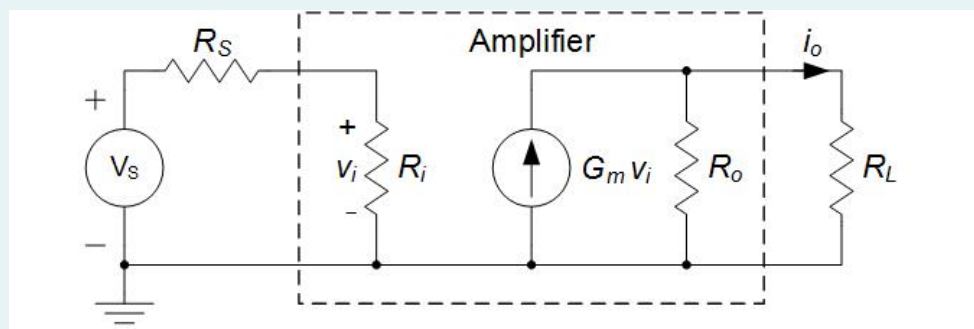 Amplifier
R_S
i_o
+
V_S
−
+
v_i
−
R_i
G_m v_i
R_o
R_L